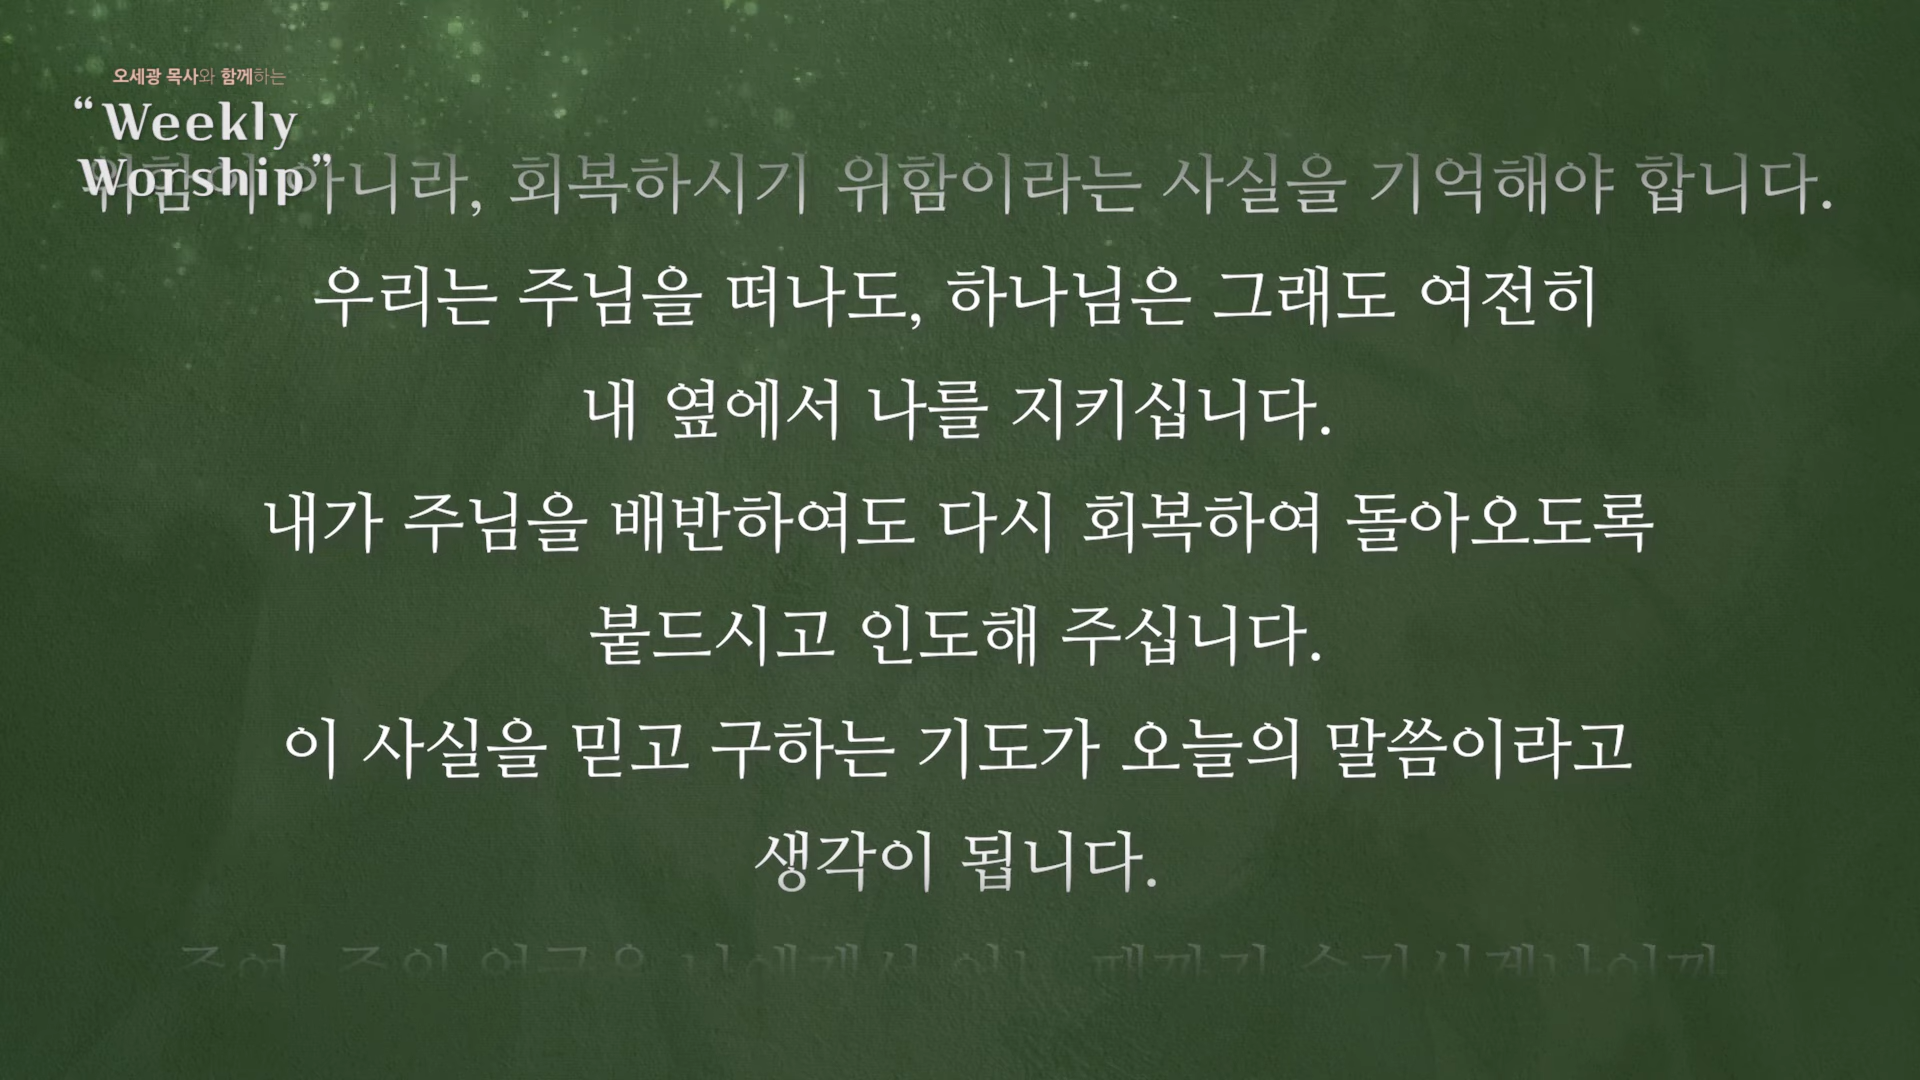 오세광 목사와 함께하는
“Weekly
Worship”
아니라, 회복하시기 위함이라는 사실을 기억해야 합니다.
우리는 주님을 떠나도, 하나님은 그래도 여전히
내 옆에서 나를 지키십니다.
내가 주님을 배반하여도 다시 회복하여 돌아오도록
붙드시고 인도해 주십니다.
이 사실을 믿고 구하는 기도가 오늘의 말씀이라고
생각이 됩니다.